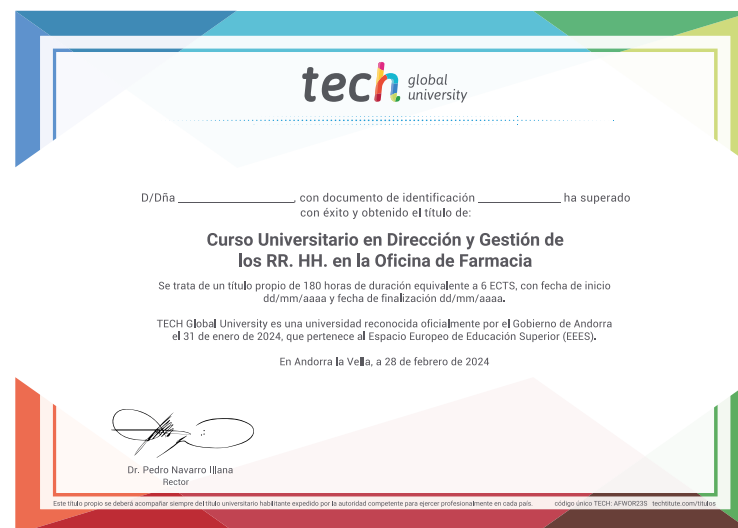 tech global university
D/Dña ______________, con documento de identificación ______________ ha superado
con éxito y obtenido el título de:
Curso Universitario en Dirección y Gestión de
los RR. HH. en la Oficina de Farmacia
Se trata de un título propio de 180 horas de duración equivalente a 6 ECTS, con fecha de inicio
dd/mm/aaaa y fecha de finalización dd/mm/aaaa.
TECH Global University es una universidad reconocida oficialmente por el Gobierno de Andorra
el 31 de enero de 2024, que pertenece al Espacio Europeo de Educación Superior (EEES).
En Andorra la Vella, a 28 de febrero de 2024
Dr. Pedro Navarro Illana
Rector
Este título propio se deberá acompañar siempre del título universitario habilitante expedido por la autoridad competente para ejercer profesionalmente en cada país. código único TECH: AFWOR23S techtitute.com/titulos